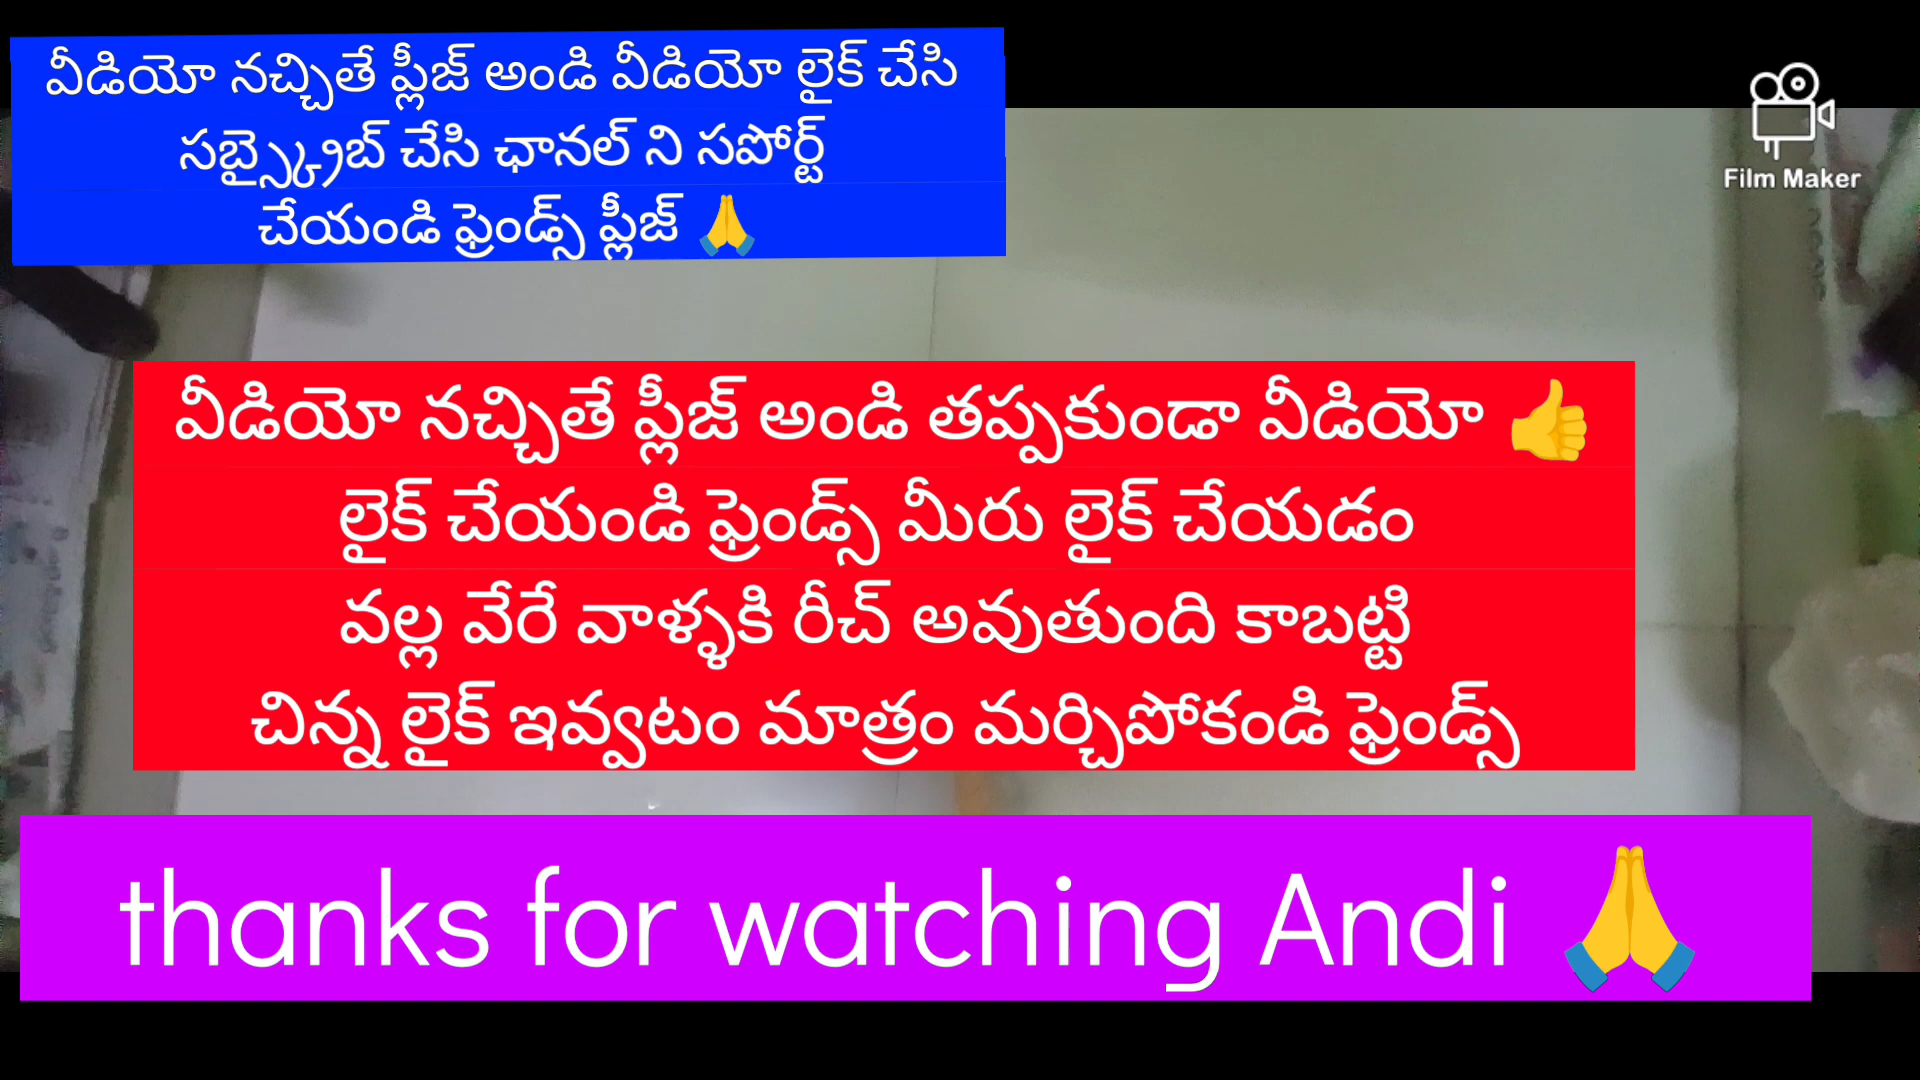 వీడియో నచ్చితే ప్లీజ్ అండి వీడియో లైక్ చేసి
సబ్స్క్రైబ్ చేసి ఛానల్ ని సపోర్ట్
చేయండి ఫ్రెండ్స్ ప్లీజ్ 🙏
Film Maker
వీడియో నచ్చితే ప్లీజ్ అండి తప్పకుండా వీడియో 👍
లైక్ చేయండి ఫ్రెండ్స్ మీరు లైక్ చేయడం
వల్ల వేరే వాళ్ళకి రీచ్ అవుతుంది కాబట్టి
చిన్న లైక్ ఇవ్వటం మాత్రం మర్చిపోకండి ఫ్రెండ్స్
thanks for watching Andi 🙏